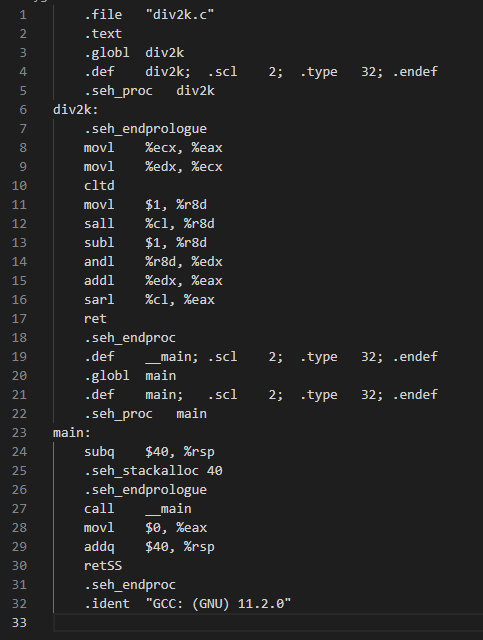 1 .file "div2k.c"
2 .text
3 .globl div2k
4 .def div2k; .scl 2; .type 32; .endef
5 .seh_proc div2k
6 div2k:
7 .seh_endprologue
8 movl %ecx, %eax
9 movl %edx, %ecx
10 cltd
11 movl $1, %r8d
12 sall %cl, %r8d
13 subl $1, %r8d
14 andl %r8d, %edx
15 addl %edx, %eax
16 sarl %cl, %eax
17 ret
18 .seh_endproc
19 .def __main; .scl 2; .type 32; .endef
20 .globl main
21 .def main; .scl 2; .type 32; .endef
22 .seh_proc main
23 main:
24 subq $40, %rsp
25 .seh_stackalloc 40
26 .seh_endprologue
27 call __main
28 movl $0, %eax
29 addq $40, %rsp
30 retSS
31 .seh_endproc
32 .ident "GCC: (GNU) 11.2.0"
33